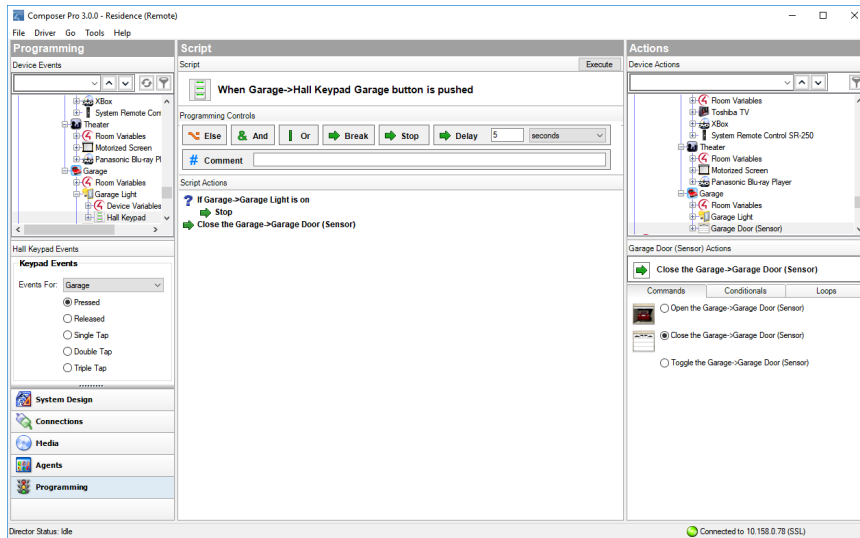 Composer Pro 3.0.0 - Residence (Remote)
File Driver Go Tools Help
Programming
Device Events
XBox
System Remote Con
Theater
Room Variables
Motorized Screen
Panasonic Blu-ray Pl
Garage
Room Variables
Garage Light
Device Variables
Hall Keypad
Hall Keypad Events
Keypad Events
Events For: Garage
Pressed
Released
Single Tap
Double Tap
Triple Tap
System Design
Connections
Media
Agents
Programming
Script
Script Execute
When Garage->Hall Keypad Garage button is pushed
Programming Controls
Else & And Or Break Stop Delay 5 seconds
# Comment
Script Actions
? If Garage->Garage Light is on
Stop
Close the Garage->Garage Door (Sensor)
Actions
Device Actions
Room Variables
Toshiba TV
XBox
System Remote Control SR-250
Theater
Room Variables
Motorized Screen
Panasonic Blu-ray Player
Garage
Room Variables
Garage Light
Garage Door (Sensor)
Garage Door (Sensor) Actions
Close the Garage->Garage Door (Sensor)
Commands Conditionals Loops
Open the Garage->Garage Door (Sensor)
Close the Garage->Garage Door (Sensor)
Toggle the Garage->Garage Door (Sensor)
Director Status: Idle
Connected to 10.158.0.78 (SSL)